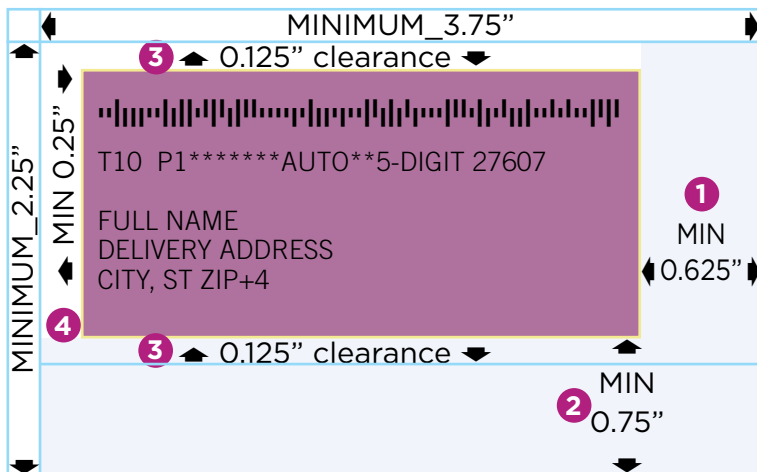 MINIMUM_3.75”
3 0.125” clearance
MINIMUM_2.25”
MIN 0.25”
T10 P1*******AUTO**5-DIGIT 27607
FULL NAME
DELIVERY ADDRESS
CITY, ST ZIP+4
1
MIN
0.625”
4
3 0.125” clearance
MIN
2 0.75”